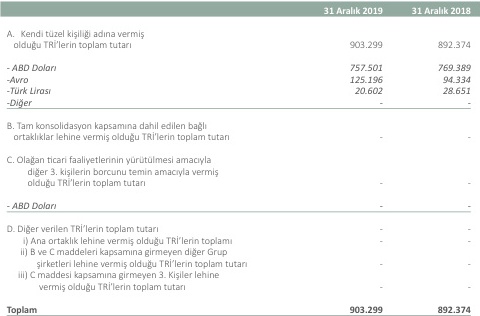 31 Aralık 2019 31 Aralık 2018
A. Kendi tüzel kişiliği adına vermiş
olduğu TRİ'lerin toplam tutarı 903.299 892.374
- ABD Doları 757.501 769.389
-Avro 125.196 94.334
-Türk Lirası 20.602 28.651
-Diğer - -
B. Tam konsolidasyon kapsamına dahil edilen bağlı
ortaklıklar lehine vermiş olduğu TRİ'lerin toplam tutarı - -
C. Olağan ticari faaliyetlerinin yürütülmesi amacıyla
diğer 3. kişilerin borcunu temin amacıyla vermiş
olduğu TRİ'lerin toplam tutarı - -
- ABD Doları - -
D. Diğer verilen TRİ'lerin toplam tutarı - -
i) Ana ortaklık lehine vermiş olduğu TRİ'lerin toplamı - -
ii) B ve C maddeleri kapsamına girmeyen diğer Grup
şirketleri lehine vermiş olduğu TRİ'lerin toplam tutarı - -
iii) C maddesi kapsamına girmeyen 3. Kişiler lehine
vermiş olduğu TRİ'lerin toplam tutarı - -
Toplam 903.299 892.374